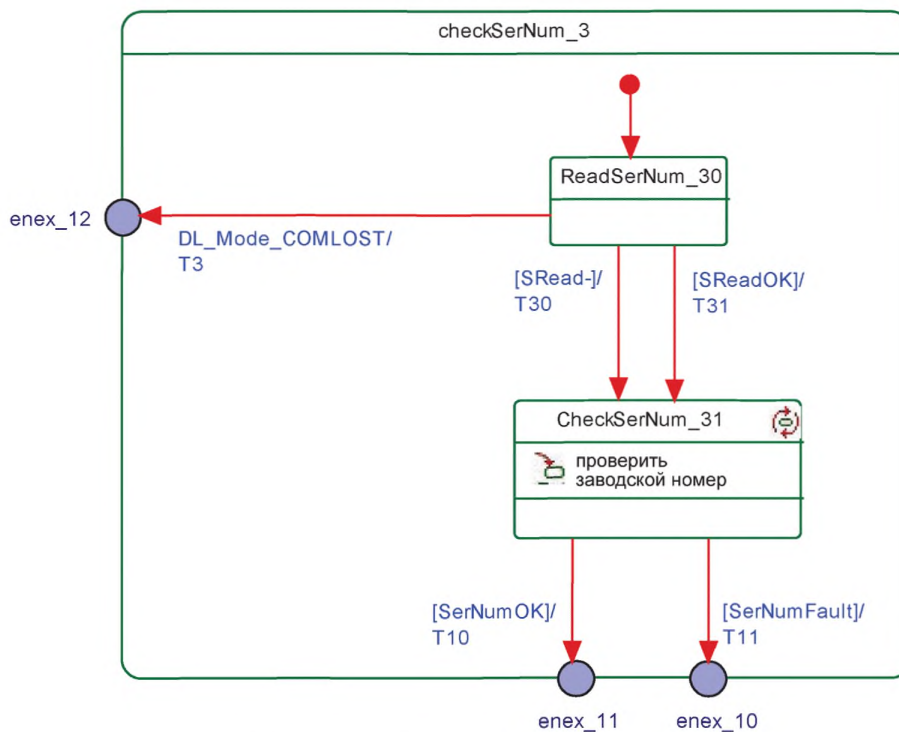 checkSerNum_3
ReadSerNum_30
enex_12
DL_Mode_COMLOST/
T3
[SRead-]/
T30
[SReadOK]/
T31
CheckSerNum_31
проверить
заводской номер
[SerNumOK]/
T10
[SerNumFault]/
T11
enex_11
enex_10